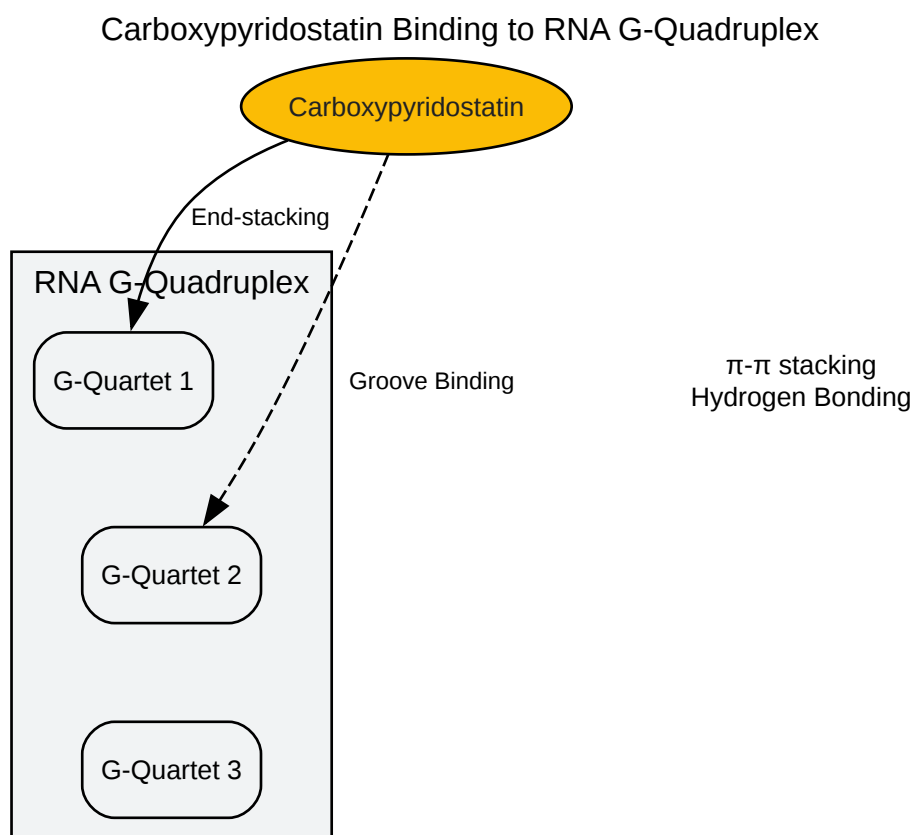 Carboxypyridostatin Binding to RNA G-Quadruplex
Carboxypyridostatin
End-stacking
RNA G-Quadruplex
G-Quartet 1
Groove Binding
π-π stacking
Hydrogen Bonding
G-Quartet 2
G-Quartet 3